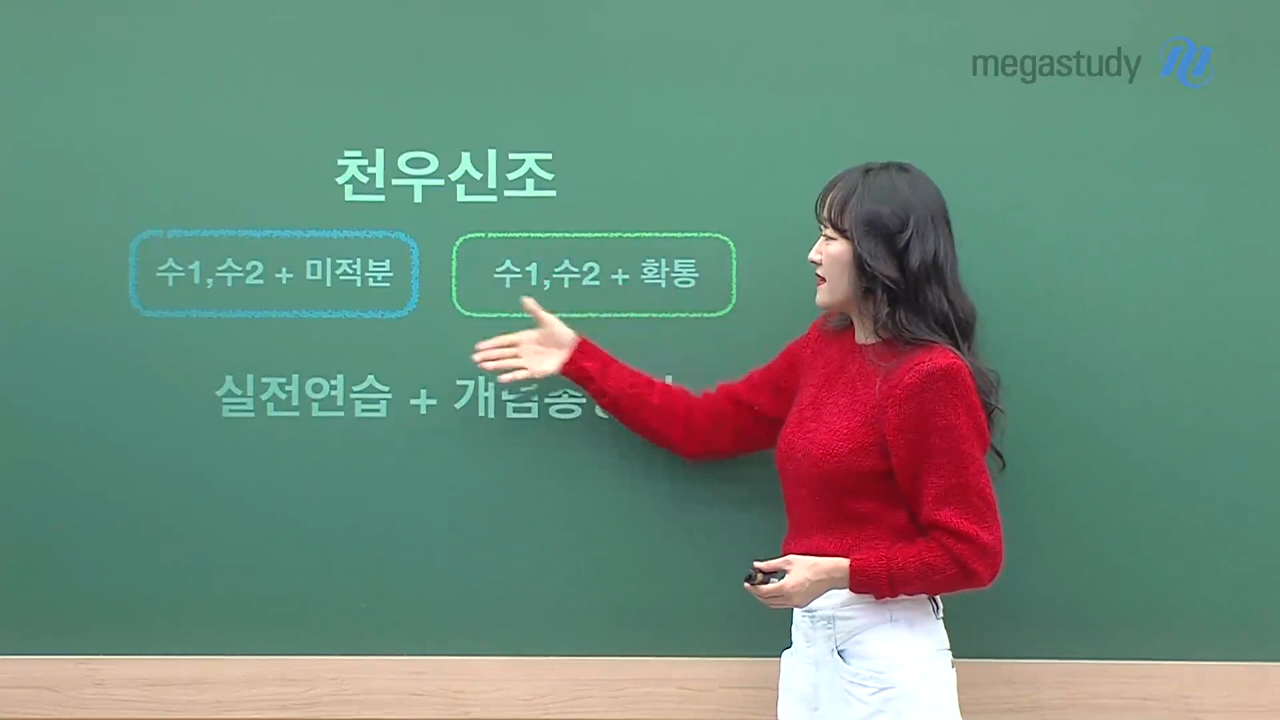 megastudy
천우신조
수1,수2 + 미적분
수1,수2 + 확통
실전연습 +